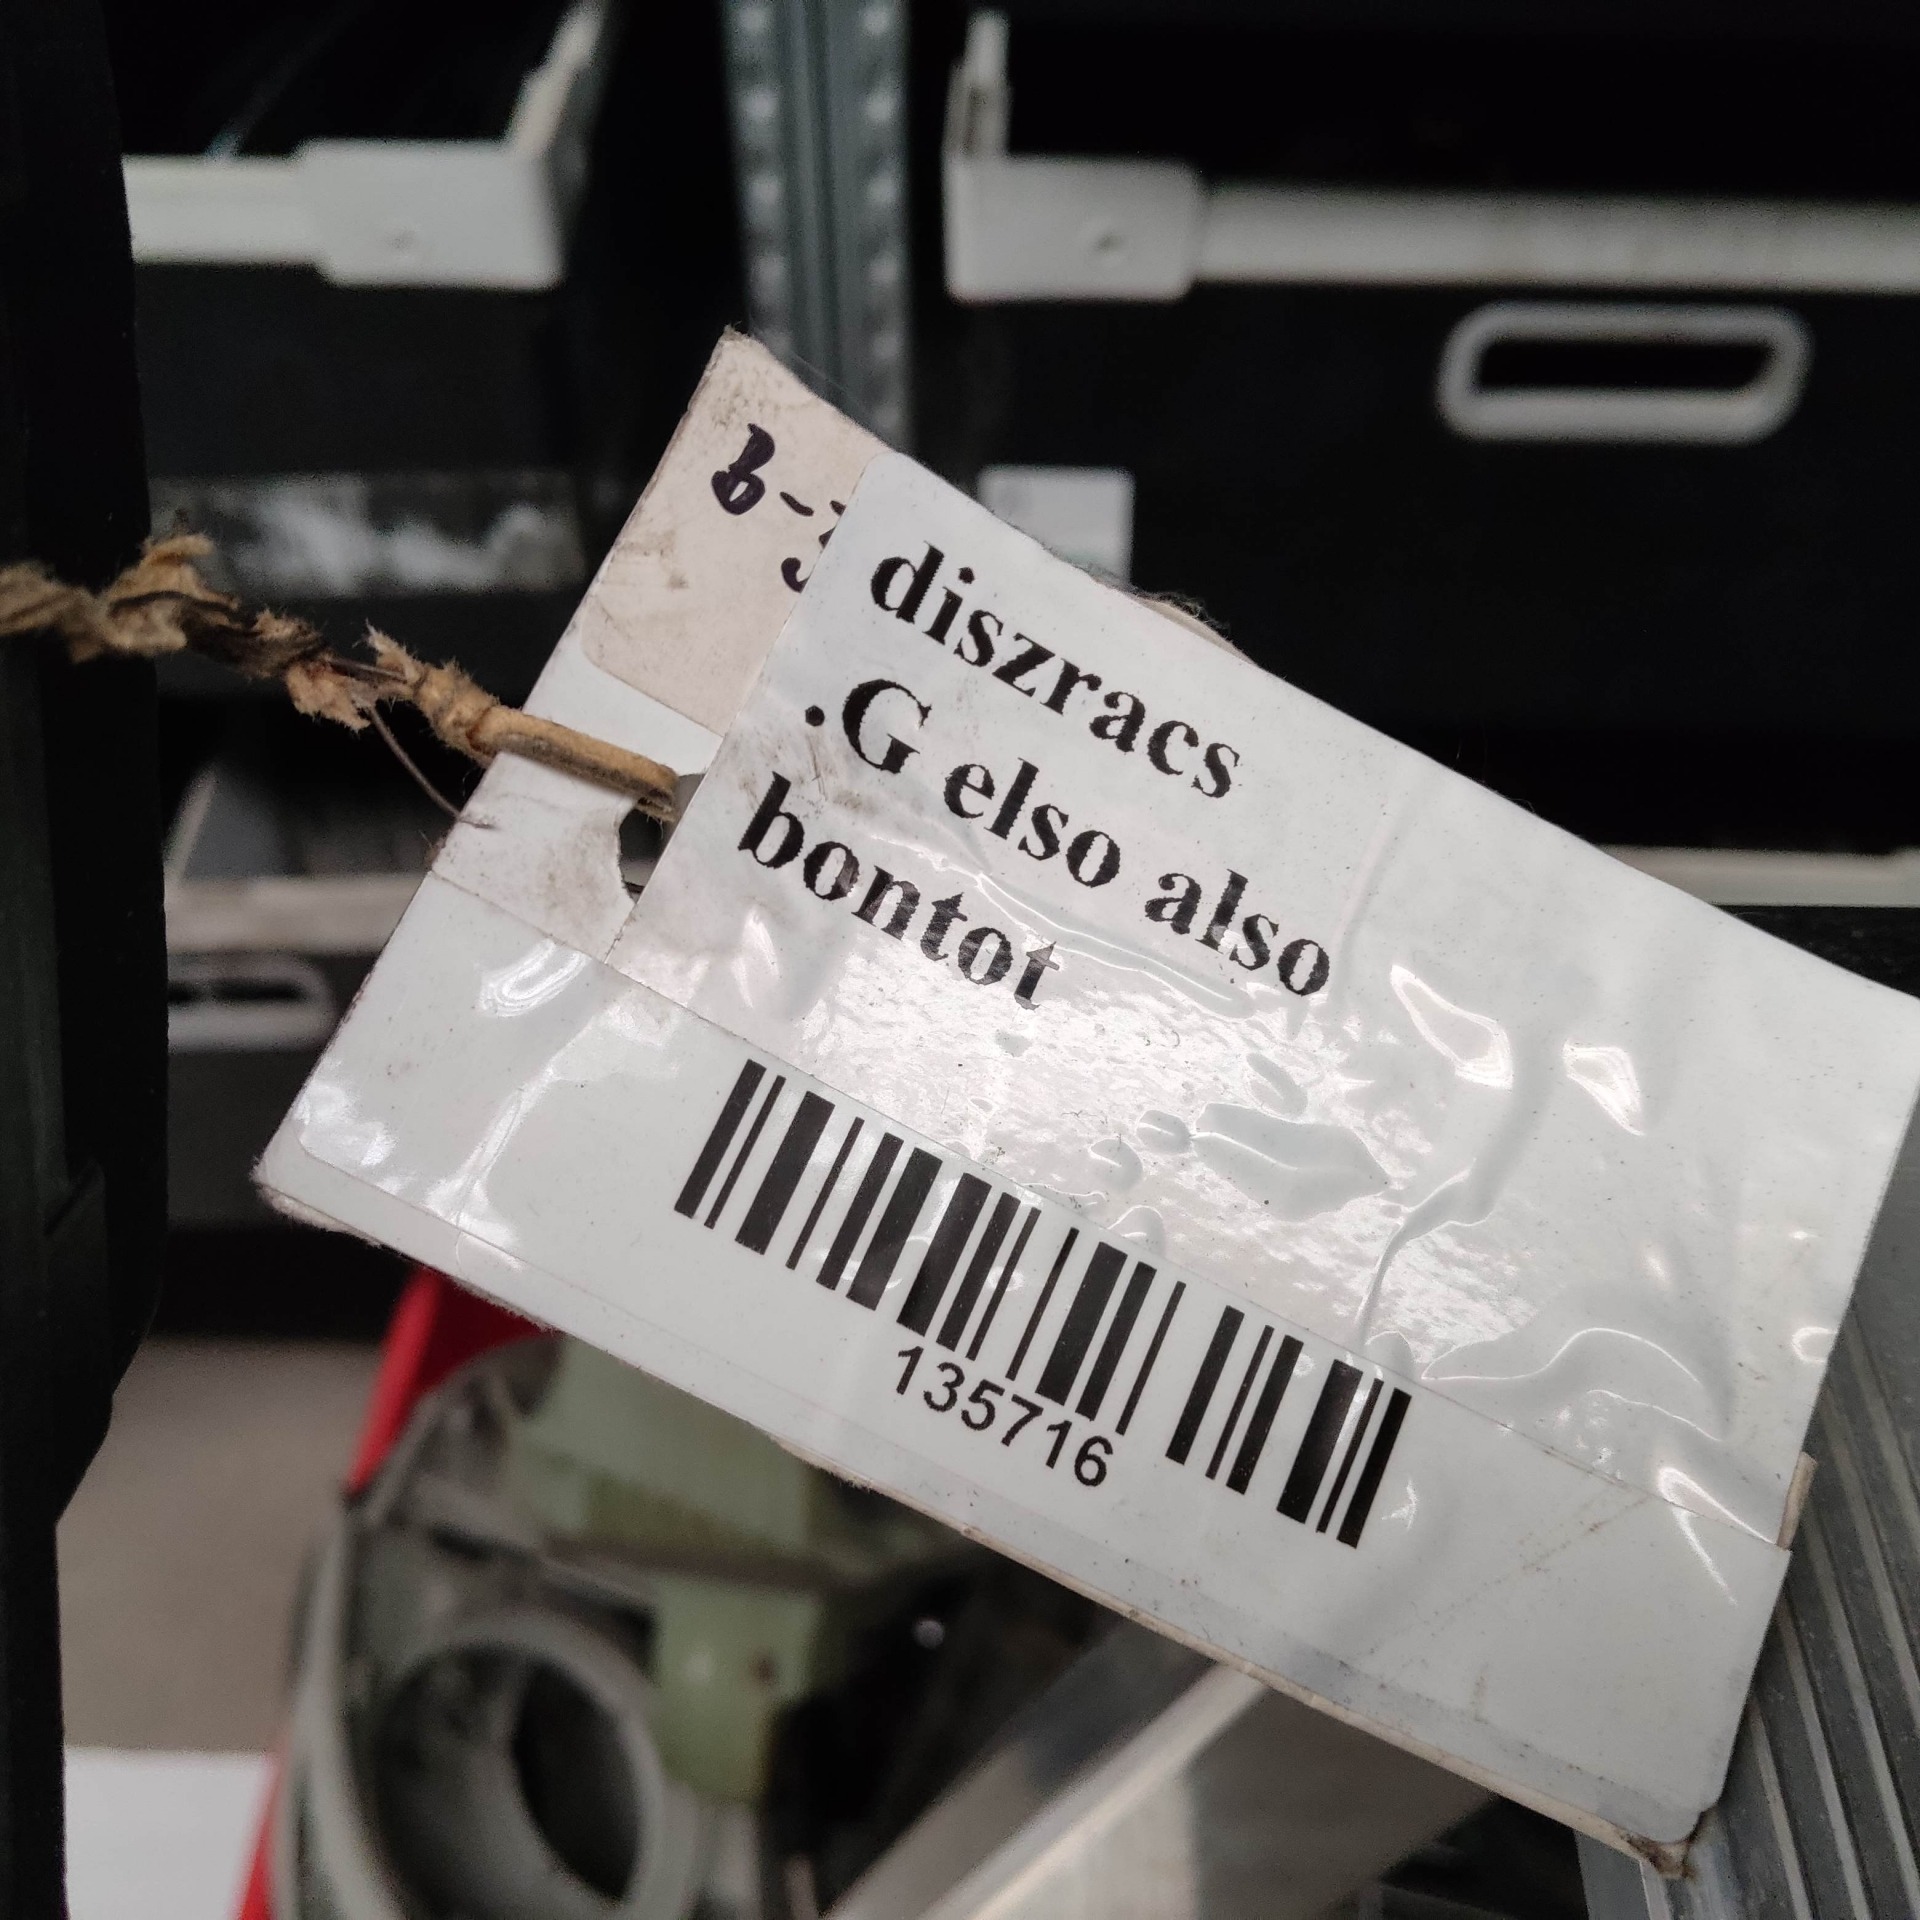 diszracs
.G elso also
bontot
135716